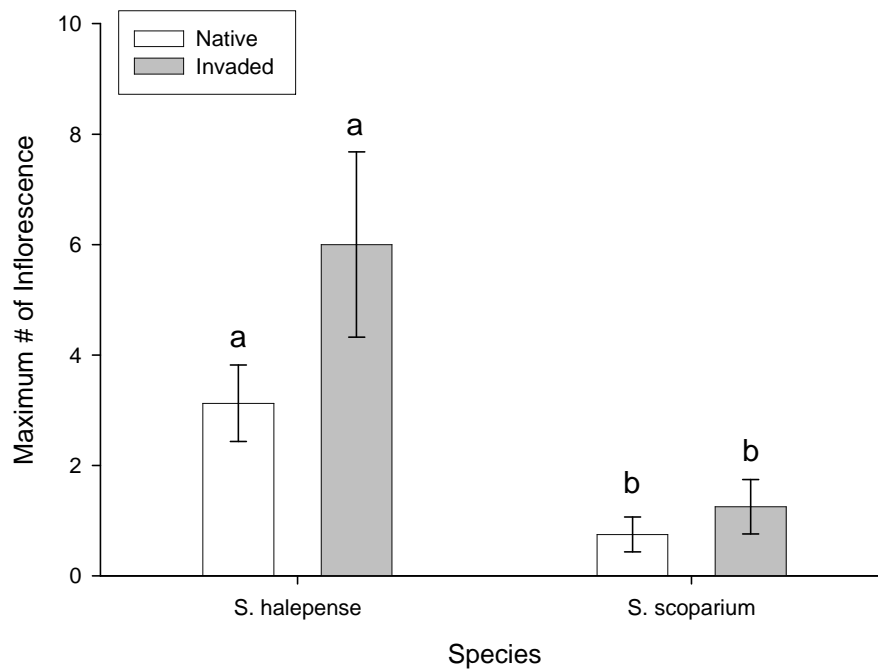 10
8
6
4
2
0
Maximum # of Inflorescence
Native
Invaded
a
a
b
b
S. halepense
S. scoparium
Species